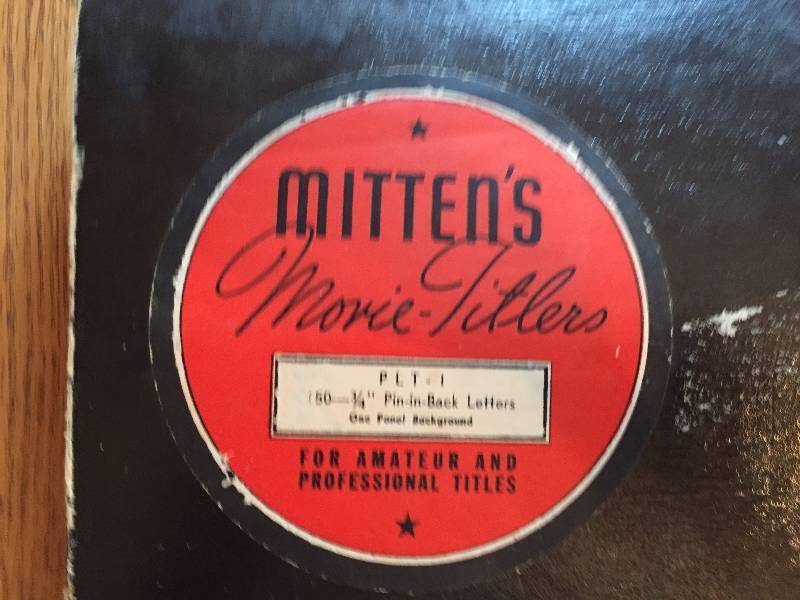 MITTEN'S
Movie-Titlers
PLT-1
150—¾" Pin-in-Back Letters
One Panel Background
FOR AMATEUR AND
PROFESSIONAL TITLES